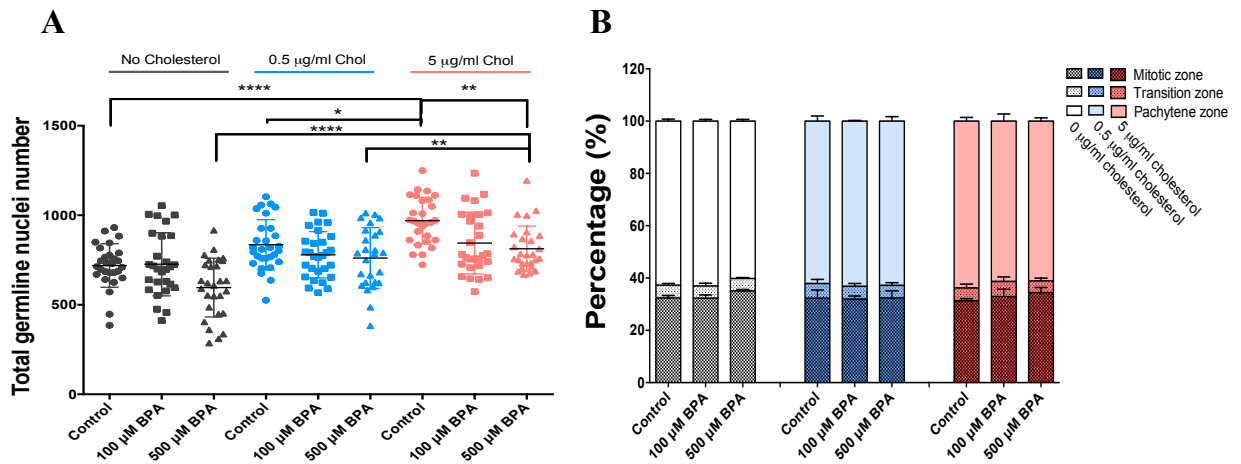 A
No Cholesterol
0.5 μg/ml Chol
5 μg/ml Chol
****
**
*
****
**
Total germline nuclei number
1500
1000
500
0
Control
100 μM BPA
500 μM BPA
Control
100 μM BPA
500 μM BPA
Control
100 μM BPA
500 μM BPA
B
Percentage (%)
120
100
80
60
40
20
0
Control
100 μM BPA
500 μM BPA
Control
100 μM BPA
500 μM BPA
Control
100 μM BPA
500 μM BPA
Mitotic zone
Transition zone
Pachytene zone
5 μg/ml cholesterol
0.5 μg/ml cholesterol
0 μg/ml cholesterol